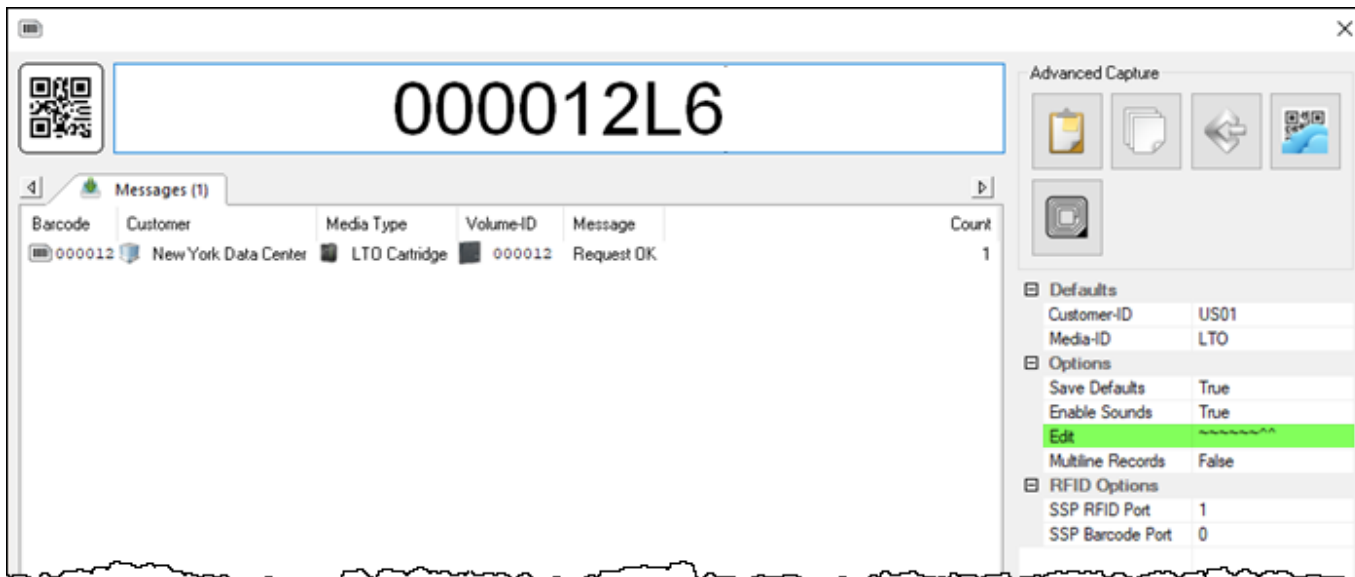 000012L6
Messages (1)
Barcode Customer Media Type Volume-ID Message Count
000012 New York Data Center LTO Cartridge 000012 Request OK 1
Advanced Capture
Defaults
Customer-ID US01
Media-ID LTO
Options
Save Defaults True
Enable Sounds True
Edit ~~~~~~^^
Multiline Records False
RFID Options
SSP RFID Port 1
SSP Barcode Port 0